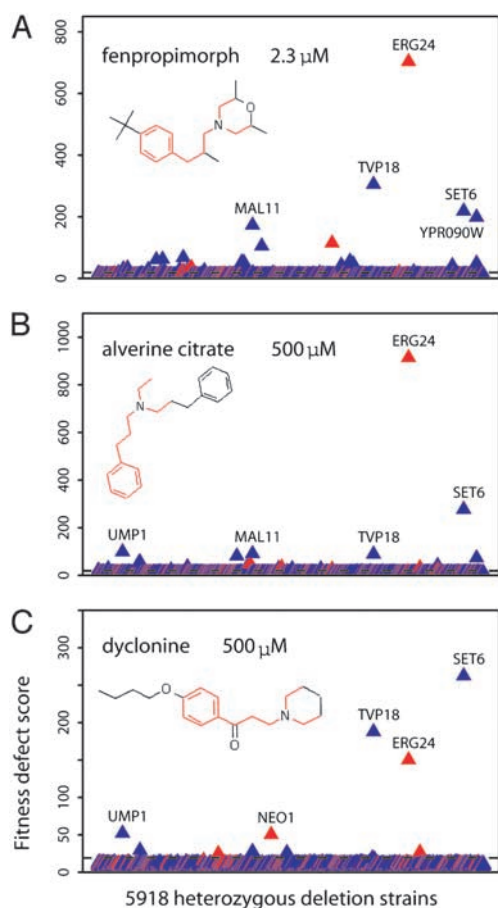 A
fenpropimorph 2.3 µM
800
600
400
200
0
ERG24
TVP18
SET6
MAL11
YPR090W
O
N
B
alverine citrate 500 µM
1000
800
600
400
200
0
ERG24
SET6
UMP1
MAL11
TVP18
N
C
dyclonine 500 µM
300
200
100
50
0
SET6
TVP18
ERG24
UMP1
NEO1
O
N
O
Fitness defect score
5918 heterozygous deletion strains